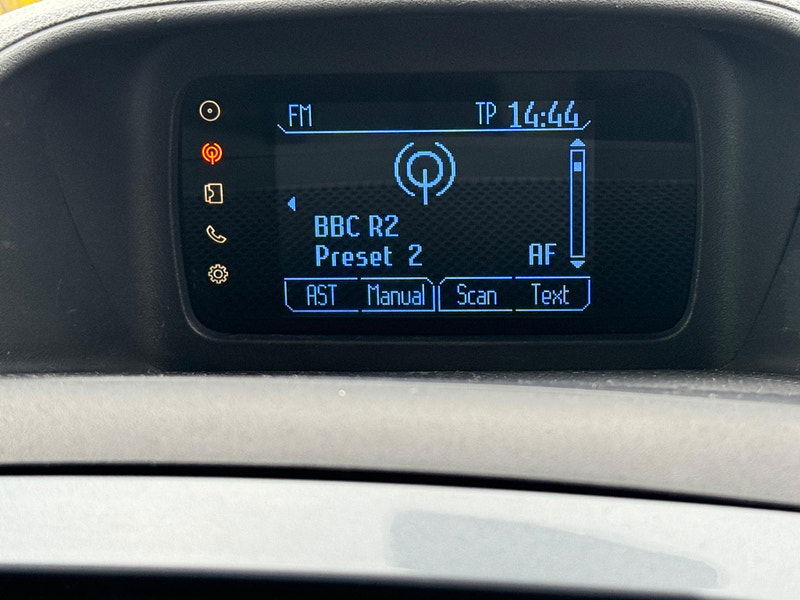 FM TP 14:44
BBC R2
Preset 2 AF
AST Manual Scan Text